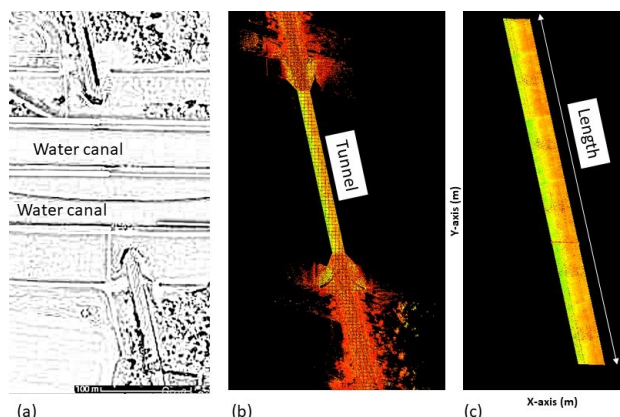 Water canal
Water canal
100 m
Tunnel
Length
Y-axis (m)
X-axis (m)
(a)
(b)
(c)